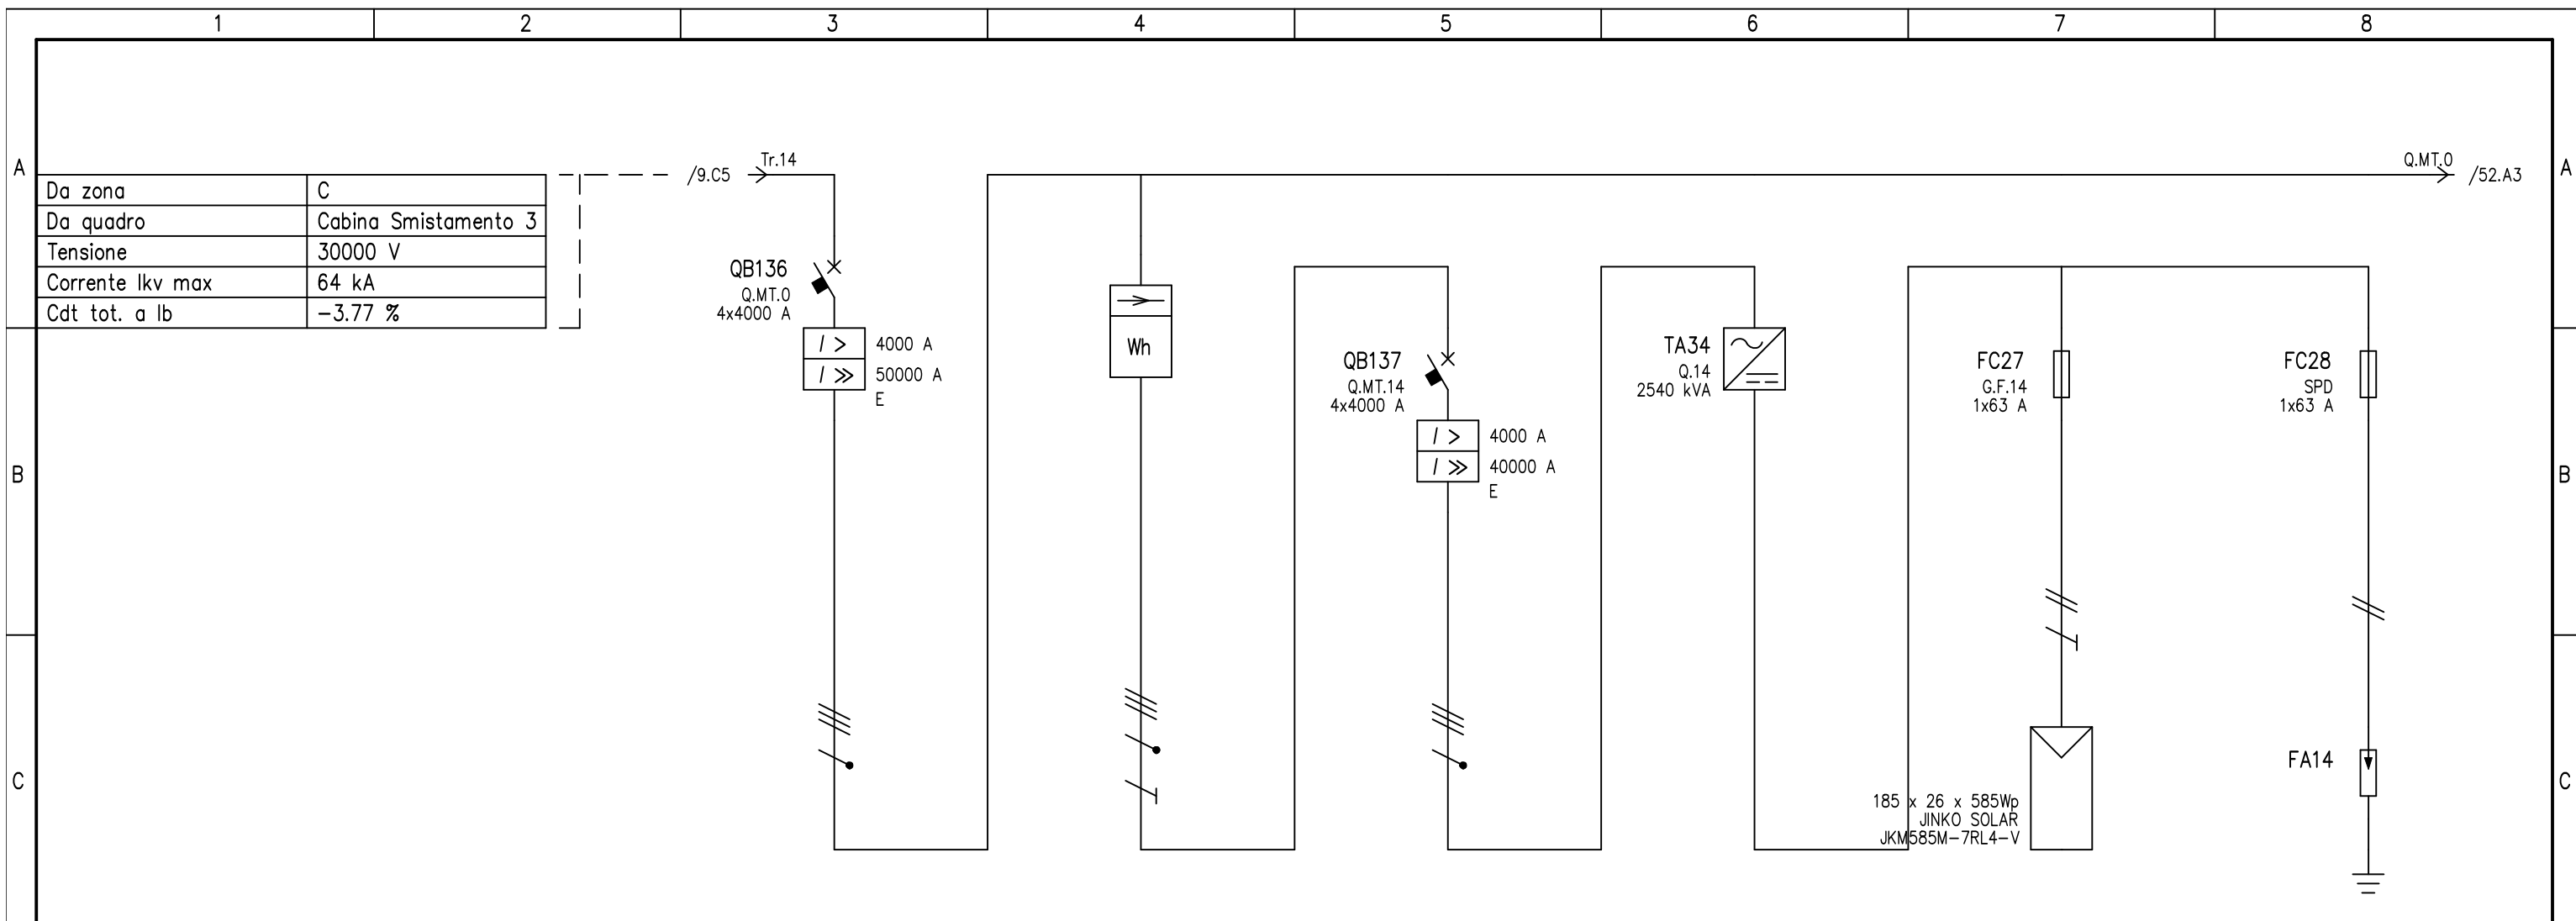 1 2 3 4 5 6 7 8
A A
Tr.14
/9.C5
Q.MT.0
/52.A3
Da zona C
Da quadro Cabina Smistamento 3
Tensione 30000 V
Corrente Ikv max 64 kA
Cdt tot. a Ib -3.77 %
QB136
Q.MT.0
4x4000 A
I > 4000 A
I >> 50000 A
E
Wh
QB137
Q.MT.14
4x4000 A
I > 4000 A
I >> 40000 A
E
TA34
Q.14
2540 kVA
FC27
G.F.14
1x63 A
FC28
SPD
1x63 A
B B
C C
185 x 26 x 585Wp
JINKO SOLAR
JKM585M-7RL4-V
FA14